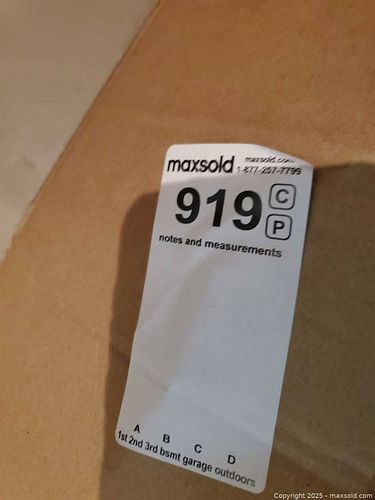 maxsold maxsold.com
1-877-257-7799
919 C
P
notes and measurements
A B C D
1st 2nd 3rd bsmt garage outdoors
Copyright © 2025 - maxsold.com